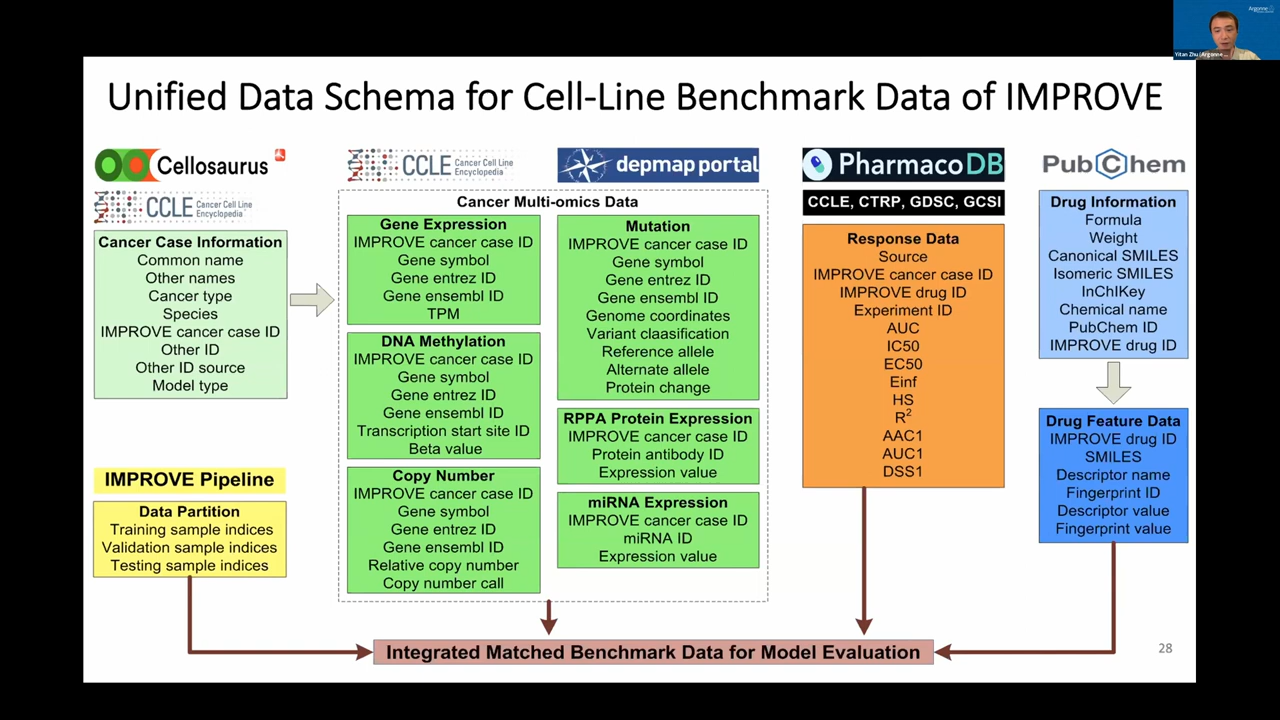 Argonne
Yitan Zhu (Argonne ...
Unified Data Schema for Cell-Line Benchmark Data of IMPROVE
Cellosaurus
CCLE Cancer Cell Line Encyclopedia
Cancer Case Information
Common name
Other names
Cancer type
Species
IMPROVE cancer case ID
Other ID
Other ID source
Model type
IMPROVE Pipeline
Data Partition
Training sample indices
Validation sample indices
Testing sample indices
CCLE Cancer Cell Line Encyclopedia
depmap portal
Cancer Multi-omics Data
Gene Expression
IMPROVE cancer case ID
Gene symbol
Gene entrez ID
Gene ensembl ID
TPM
DNA Methylation
IMPROVE cancer case ID
Gene symbol
Gene entrez ID
Gene ensembl ID
Transcription start site ID
Beta value
Copy Number
IMPROVE cancer case ID
Gene symbol
Gene entrez ID
Gene ensembl ID
Relative copy number
Copy number call
Mutation
IMPROVE cancer case ID
Gene symbol
Gene entrez ID
Gene ensembl ID
Genome coordinates
Variant claasification
Reference allele
Alternate allele
Protein change
RPPA Protein Expression
IMPROVE cancer case ID
Protein antibody ID
Expression value
miRNA Expression
IMPROVE cancer case ID
miRNA ID
Expression value
PharmacoDB
CCLE, CTRP, GDSC, GCSI
Response Data
Source
IMPROVE cancer case ID
IMPROVE drug ID
Experiment ID
AUC
IC50
EC50
Einf
HS
R²
AAC1
AUC1
DSS1
PubChem
Drug Information
Formula
Weight
Canonical SMILES
Isomeric SMILES
InChIKey
Chemical name
PubChem ID
IMPROVE drug ID
Drug Feature Data
IMPROVE drug ID
SMILES
Descriptor name
Fingerprint ID
Descriptor value
Fingerprint value
Integrated Matched Benchmark Data for Model Evaluation
28